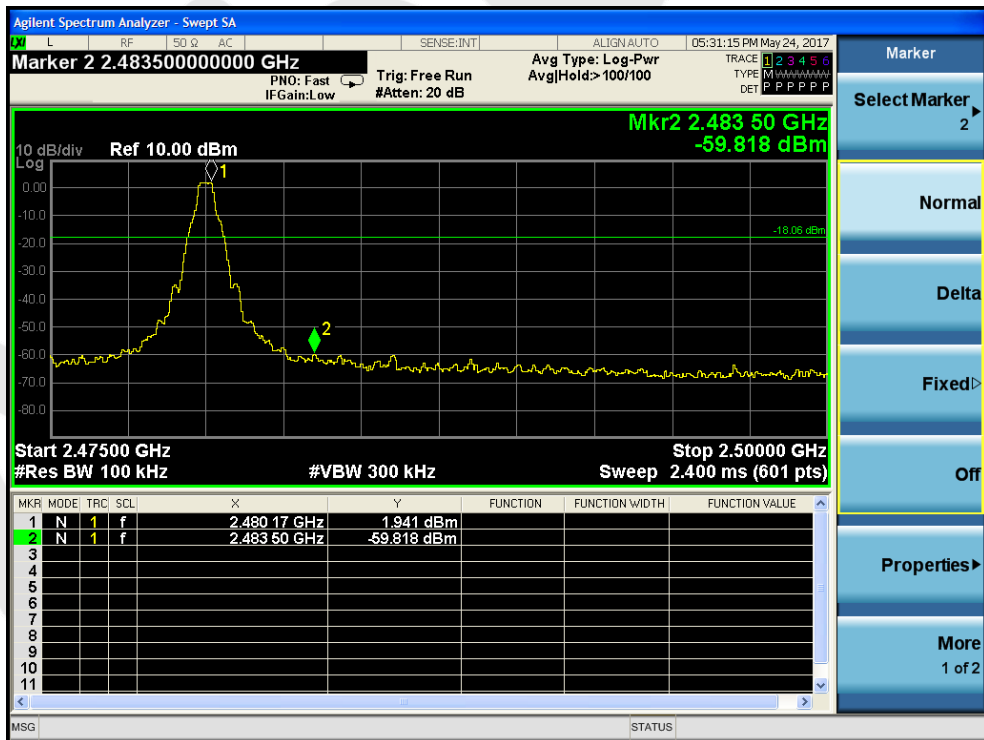 Agilent Spectrum Analyzer - Swept SA
LXI L RF 50 Ω AC SENSE:INT ALIGN AUTO 05:31:15 PM May 24, 2017
Marker 2 2.483500000000 GHz
PNO: Fast
IFGain:Low
Trig: Free Run
#Atten: 20 dB
Avg Type: Log-Pwr
Avg|Hold:>100/100
TRACE 1 2 3 4 5 6
TYPE M W W W W W
DET P P P P P P
Mkr2 2.483 50 GHz
-59.818 dBm
10 dB/div Ref 10.00 dBm
Log
1
0.00
-10.0
-18.06 dBm
-20.0
-30.0
-40.0
-50.0
2
-60.0
-70.0
-80.0
Start 2.47500 GHz Stop 2.50000 GHz
#Res BW 100 kHz #VBW 300 kHz Sweep 2.400 ms (601 pts)
MKR MODE TRC SCL X Y FUNCTION FUNCTION WIDTH FUNCTION VALUE
1 N 1 f 2.480 17 GHz 1.941 dBm
2 N 1 f 2.483 50 GHz -59.818 dBm
3
4
5
6
7
8
9
10
11
MSG STATUS
Marker
Select Marker
2
Normal
Delta
Fixed
Off
Properties
More
1 of 2